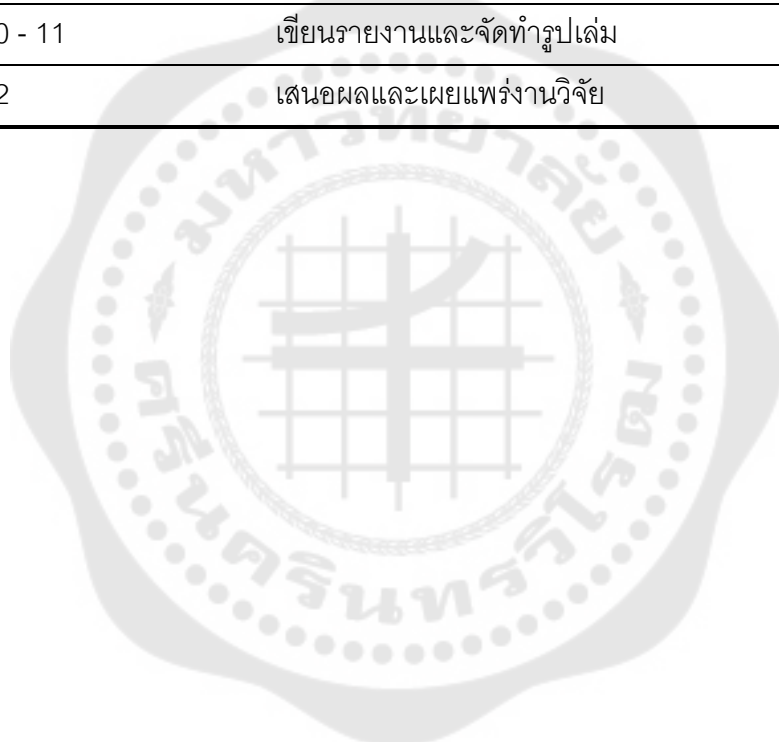 0 - 11 เขียนรายงานและจัดทำรูปเล่ม
2 เสนอผลและเผยแพร่งานวิจัย
มหาวิทยาลัย
ศรีนครินทรวิโรฒ